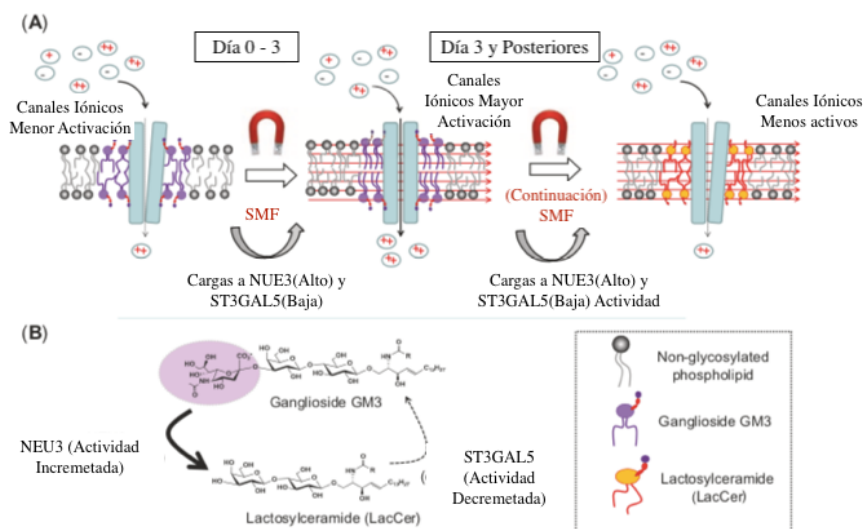 (A)
Día 0 - 3
Día 3 y Posteriores
Canales Iónicos
Menor Activación
Canales
Iónicos Mayor
Activación
Canales Iónicos
Menos activos
SMF
(Continuación)
SMF
Cargas a NUE3(Alto) y
ST3GAL5(Baja)
Cargas a NUE3(Alto) y
ST3GAL5(Baja) Actividad
(B)
Ganglioside GM3
NEU3 (Actividad
Incremetada)
ST3GAL5
(Actividad
Decremetada)
Lactosylceramide (LacCer)
Non-glycosylated
phospholipid
Ganglioside GM3
Lactosylceramide
(LacCer)